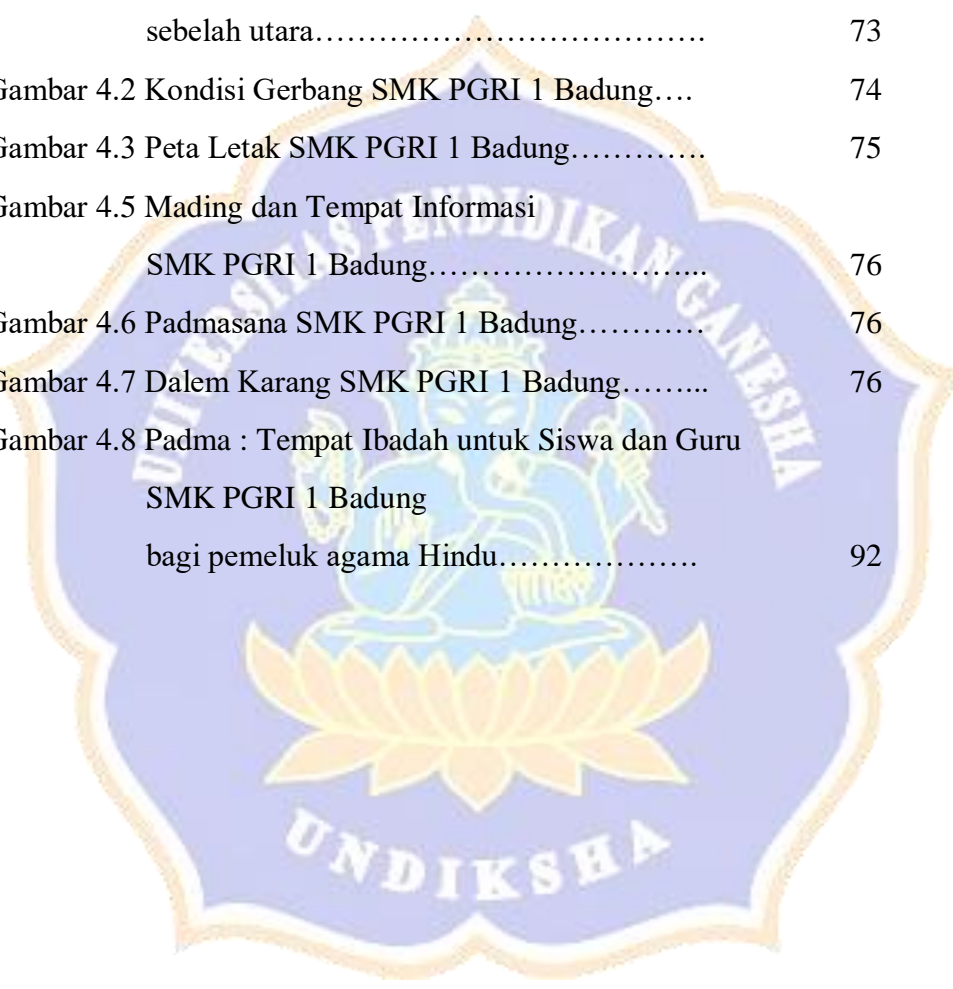 sebelah utara………………………………. 73
Gambar 4.2 Kondisi Gerbang SMK PGRI 1 Badung…. 74
Gambar 4.3 Peta Letak SMK PGRI 1 Badung…………. 75
Gambar 4.5 Mading dan Tempat Informasi
SMK PGRI 1 Badung……………………... 76
Gambar 4.6 Padmasana SMK PGRI 1 Badung………… 76
Gambar 4.7 Dalem Karang SMK PGRI 1 Badung……... 76
Gambar 4.8 Padma : Tempat Ibadah untuk Siswa dan Guru
SMK PGRI 1 Badung
bagi pemeluk agama Hindu………………. 92
UNIVERSITAS PENDIDIKAN GANESHA
UNDIKSHA